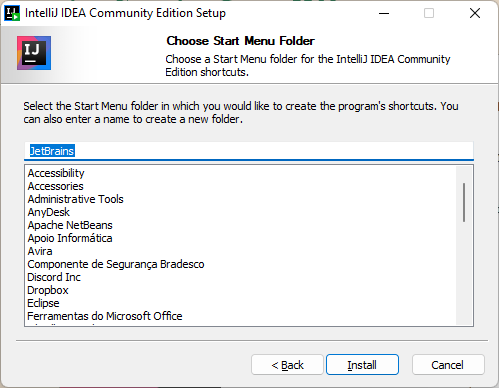 IntelliJ IDEA Community Edition Setup
IJ
Choose Start Menu Folder
Choose a Start Menu folder for the IntelliJ IDEA Community
Edition shortcuts.
Select the Start Menu folder in which you would like to create the program's shortcuts. You
can also enter a name to create a new folder.
JetBrains
Accessibility
Accessories
Administrative Tools
AnyDesk
Apache NetBeans
Apoio Informática
Avira
Componente de Segurança Bradesco
Discord Inc
Dropbox
Eclipse
Ferramentas do Microsoft Office
< Back
Install
Cancel